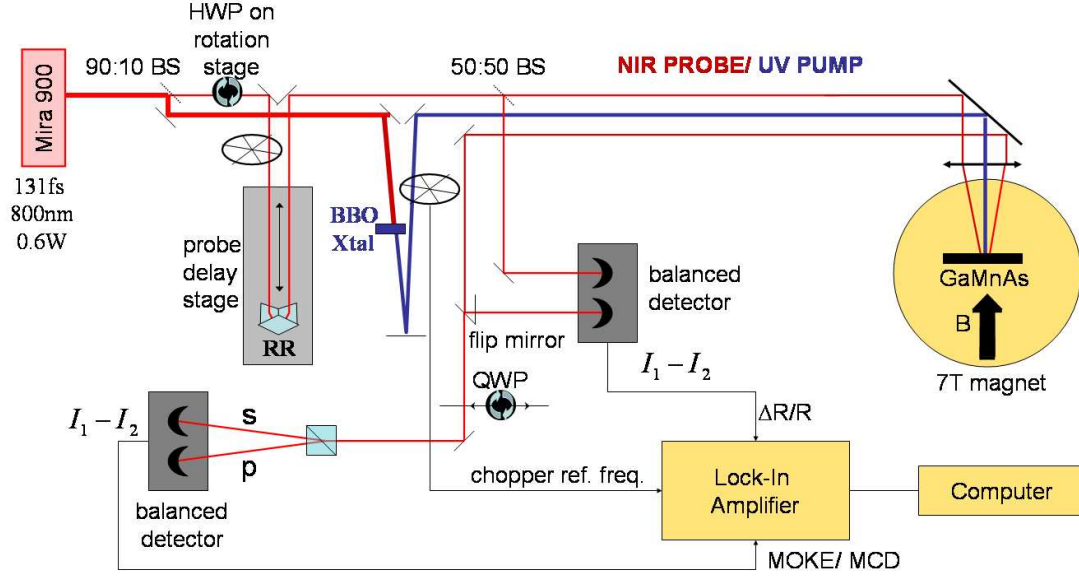 HWP on
rotation
stage
90:10 BS
50:50 BS
NIR PROBE/ UV PUMP
Mira 900
131fs
800nm
0.6W
probe
delay
stage
RR
BBO
Xtal
balanced
detector
flip mirror
I₁ − I₂
ΔR/R
GaMnAs
B
7T magnet
QWP
I₁ − I₂
s
p
balanced
detector
chopper ref. freq.
Lock-In
Amplifier
Computer
MOKE/ MCD